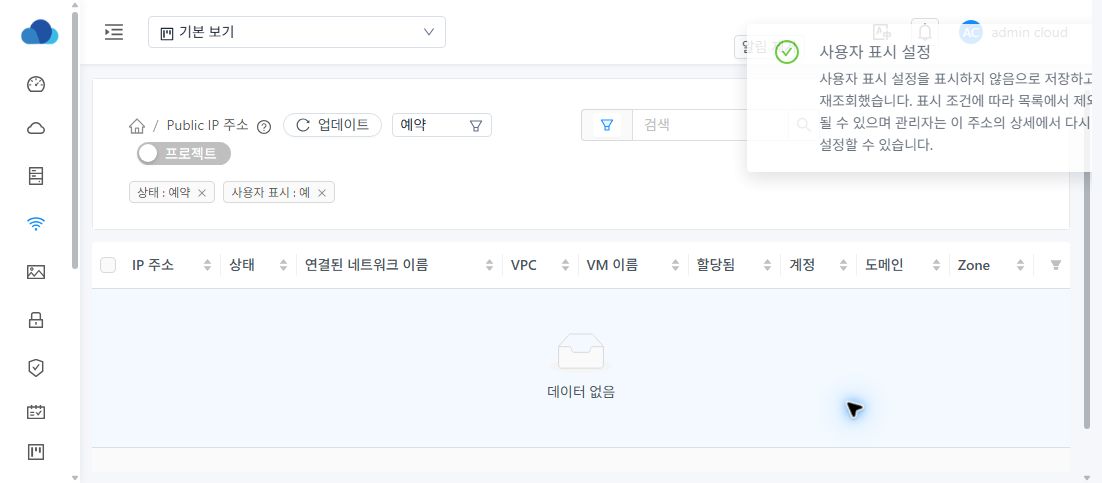 기본 보기
알림
AC admin cloud
사용자 표시 설정
사용자 표시 설정을 표시하지 않음으로 저장하고
재조회했습니다. 표시 조건에 따라 목록에서 제외
될 수 있으며 관리자는 이 주소의 상세에서 다시
설정할 수 있습니다.
/ Public IP 주소 업데이트 예약 검색
프로젝트
상태 : 예약 사용자 표시 : 예
IP 주소 상태 연결된 네트워크 이름 VPC VM 이름 할당됨 계정 도메인 Zone
데이터 없음